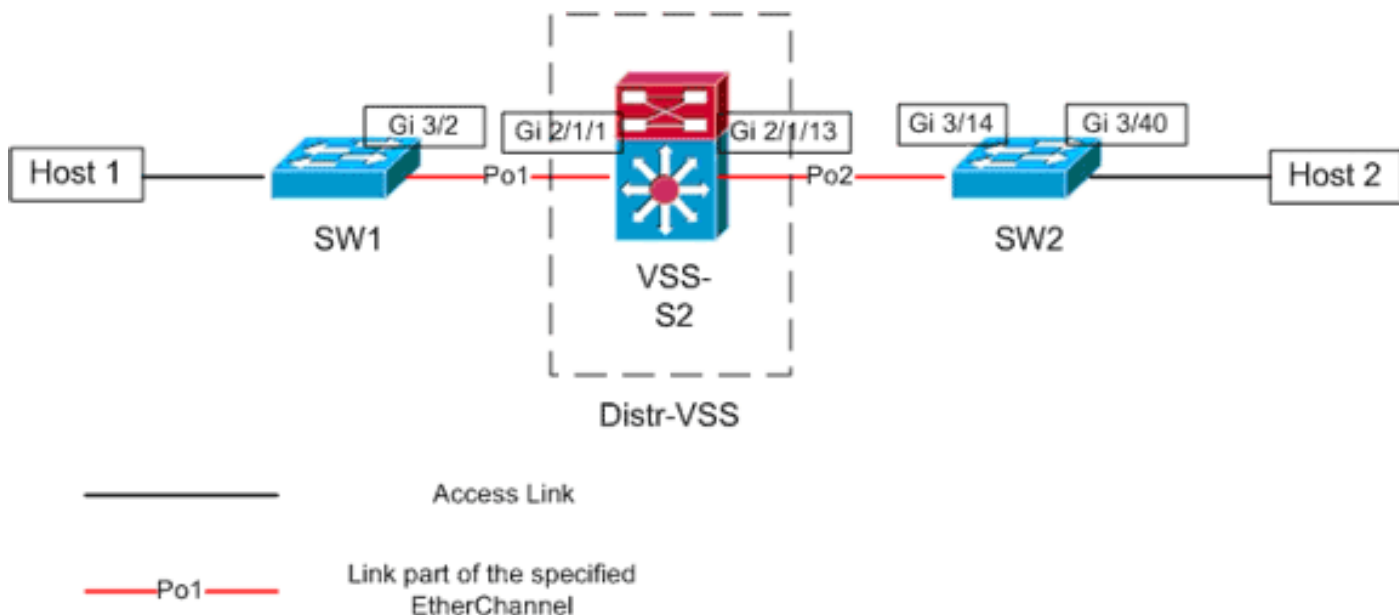 Gi 3/2
Gi 2/1/1
Gi 2/1/13
Gi 3/14
Gi 3/40
Host 1
Po1
Po2
Host 2
SW1
VSS-
S2
SW2
Distr-VSS
Access Link
Po1
Link part of the specified
EtherChannel